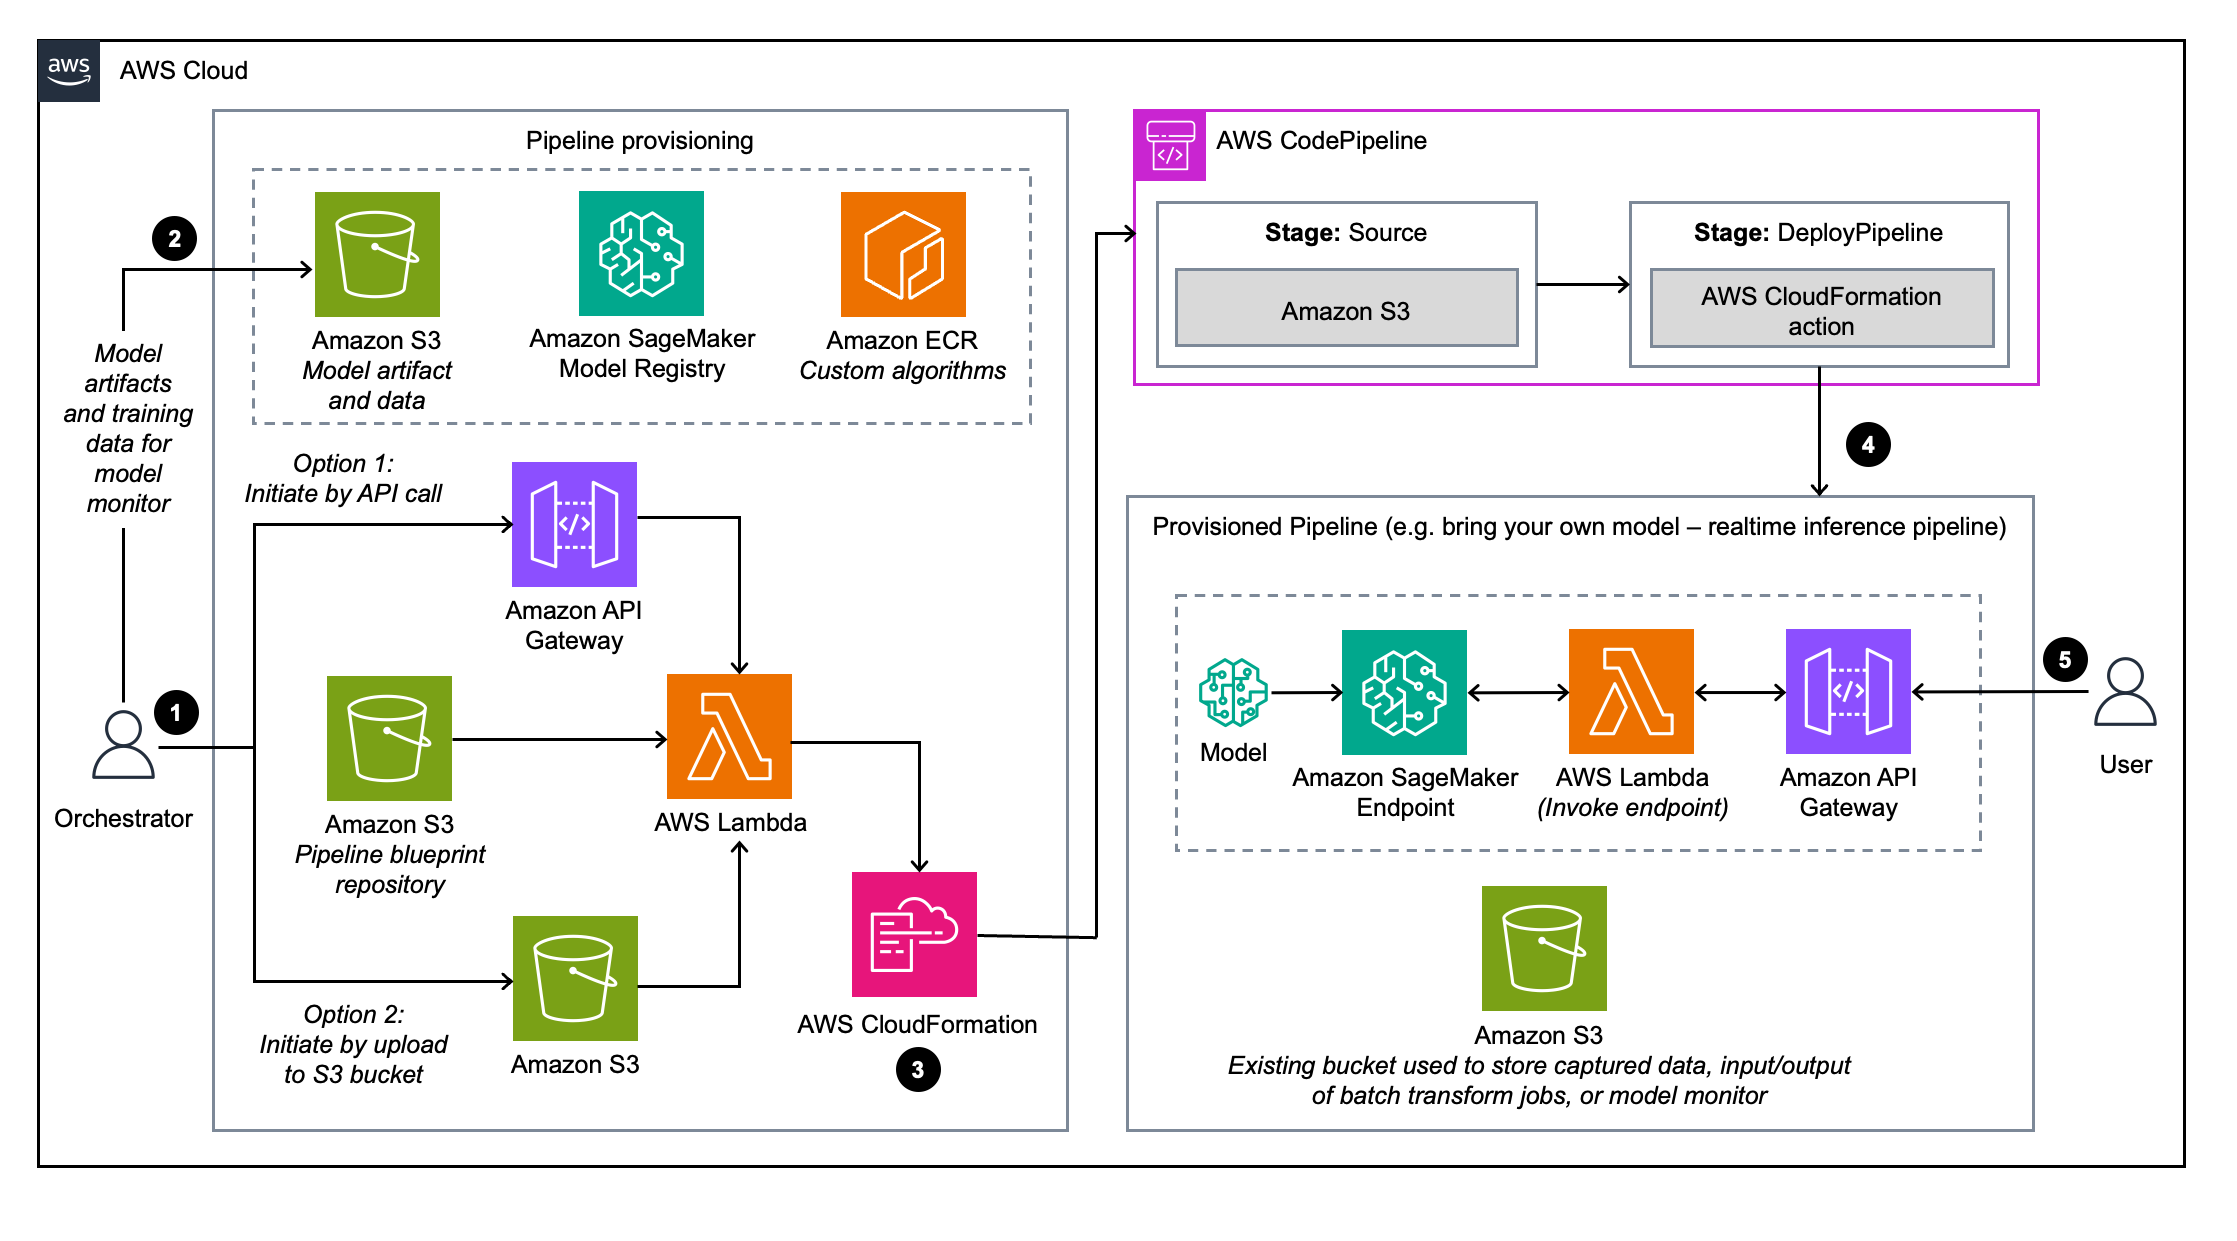 aws
AWS Cloud
Pipeline provisioning
2
Amazon S3
Model artifact
and data
Amazon SageMaker
Model Registry
Amazon ECR
Custom algorithms
Model
artifacts
and training
data for
model
monitor
Option 1:
Initiate by API call
Amazon API
Gateway
1
Orchestrator
Amazon S3
Pipeline blueprint
repository
AWS Lambda
Option 2:
Initiate by upload
to S3 bucket
Amazon S3
AWS CloudFormation
3
AWS CodePipeline
Stage: Source
Amazon S3
Stage: DeployPipeline
AWS CloudFormation
action
4
Provisioned Pipeline (e.g. bring your own model – realtime inference pipeline)
Model
Amazon SageMaker
Endpoint
AWS Lambda
(Invoke endpoint)
Amazon API
Gateway
5
User
Amazon S3
Existing bucket used to store captured data, input/output
of batch transform jobs, or model monitor